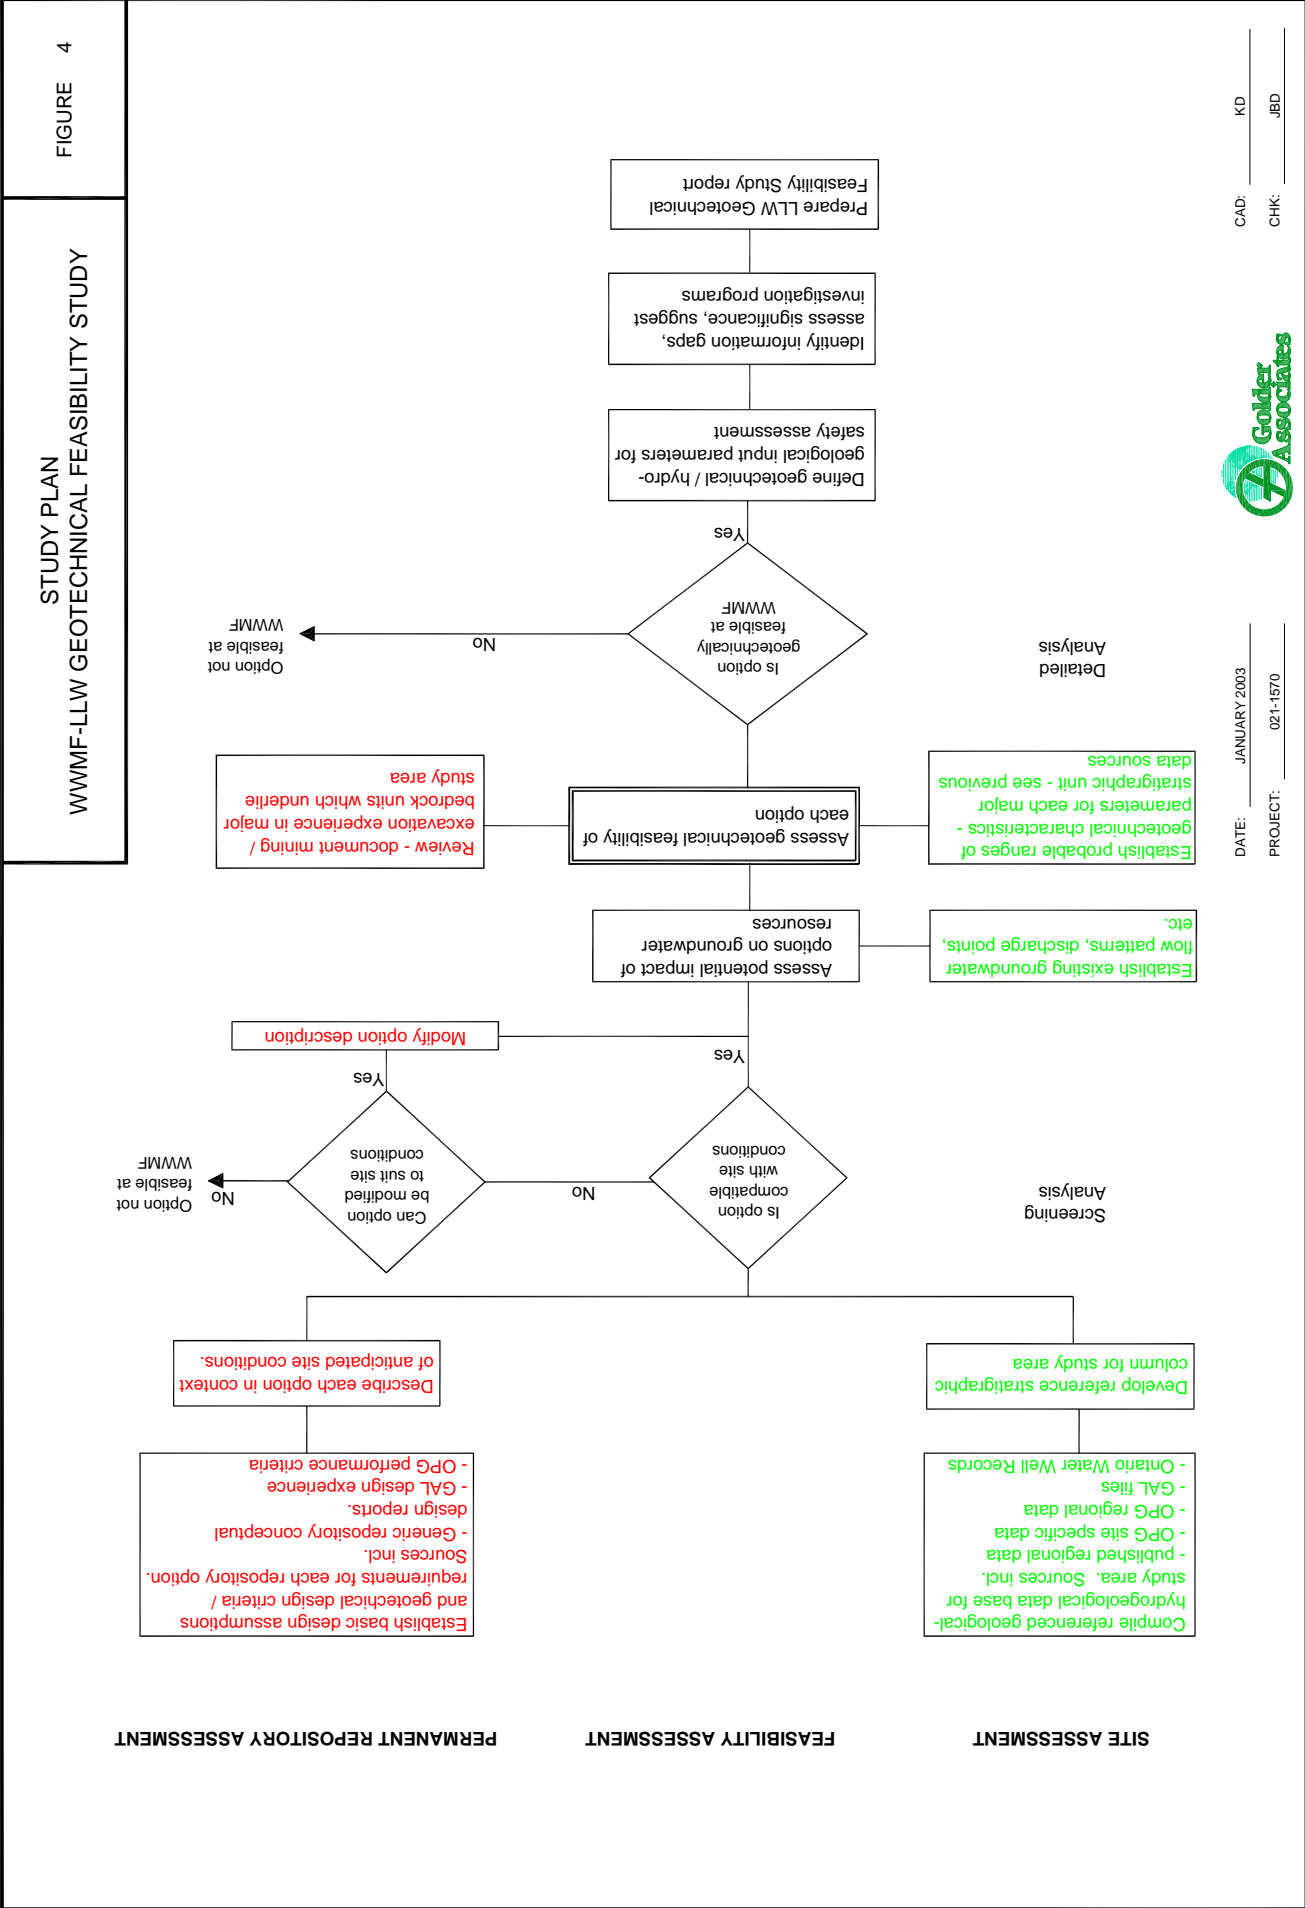 SITE ASSESSMENT
FEASIBILITY ASSESSMENT
PERMANENT REPOSITORY ASSESSMENT
Compile referenced geological-
hydrogeological data base for
study area.  Sources incl.
- published regional data
- OPG site specific data
- OPG regional data
- GAL files
- Ontario Water Well Records
Establish basic design assumptions
and geotechical design criteria /
requirements for each repository option.
Sources incl.
- Generic repository conceptual
design reports.
- GAL design experience
- OPG performance criteria
Develop reference stratigraphic
column for study area
Describe each option in context
of anticipated site conditions.
Screening
Analysis
Is option
compatible
with site
conditions
No
Can option
be modified
to suit site
conditions
No
Option not
feasible at
WWMF
Yes
Yes
Modify option description
Establish existing groundwater
flow patterns, discharge points,
etc.
Assess potential impact of
options on groundwater
resources
Establish probable ranges of
geotechnical characteristics -
parameters for each major
stratigraphic unit - see previous
data sources
Assess geotechnical feasibility of
each option
Review - document mining /
excavation experience in major
bedrock units which underlie
study area
Detailed
Analysis
Is option
geotechnically
feasible at
WWMF
No
Option not
feasible at
WWMF
Yes
Define geotechnical / hydro-
geological input parameters for
safety assessment
Identify information gaps,
assess significance, suggest
investigation programs
Prepare LLW Geotechnical
Feasibility Study report
STUDY PLAN
WWMF-LLW GEOTECHNICAL FEASIBILITY STUDY
FIGURE 4
DATE: JANUARY 2003
PROJECT: 021-1570
Golder
Associates
CAD: KD
CHK: JBD